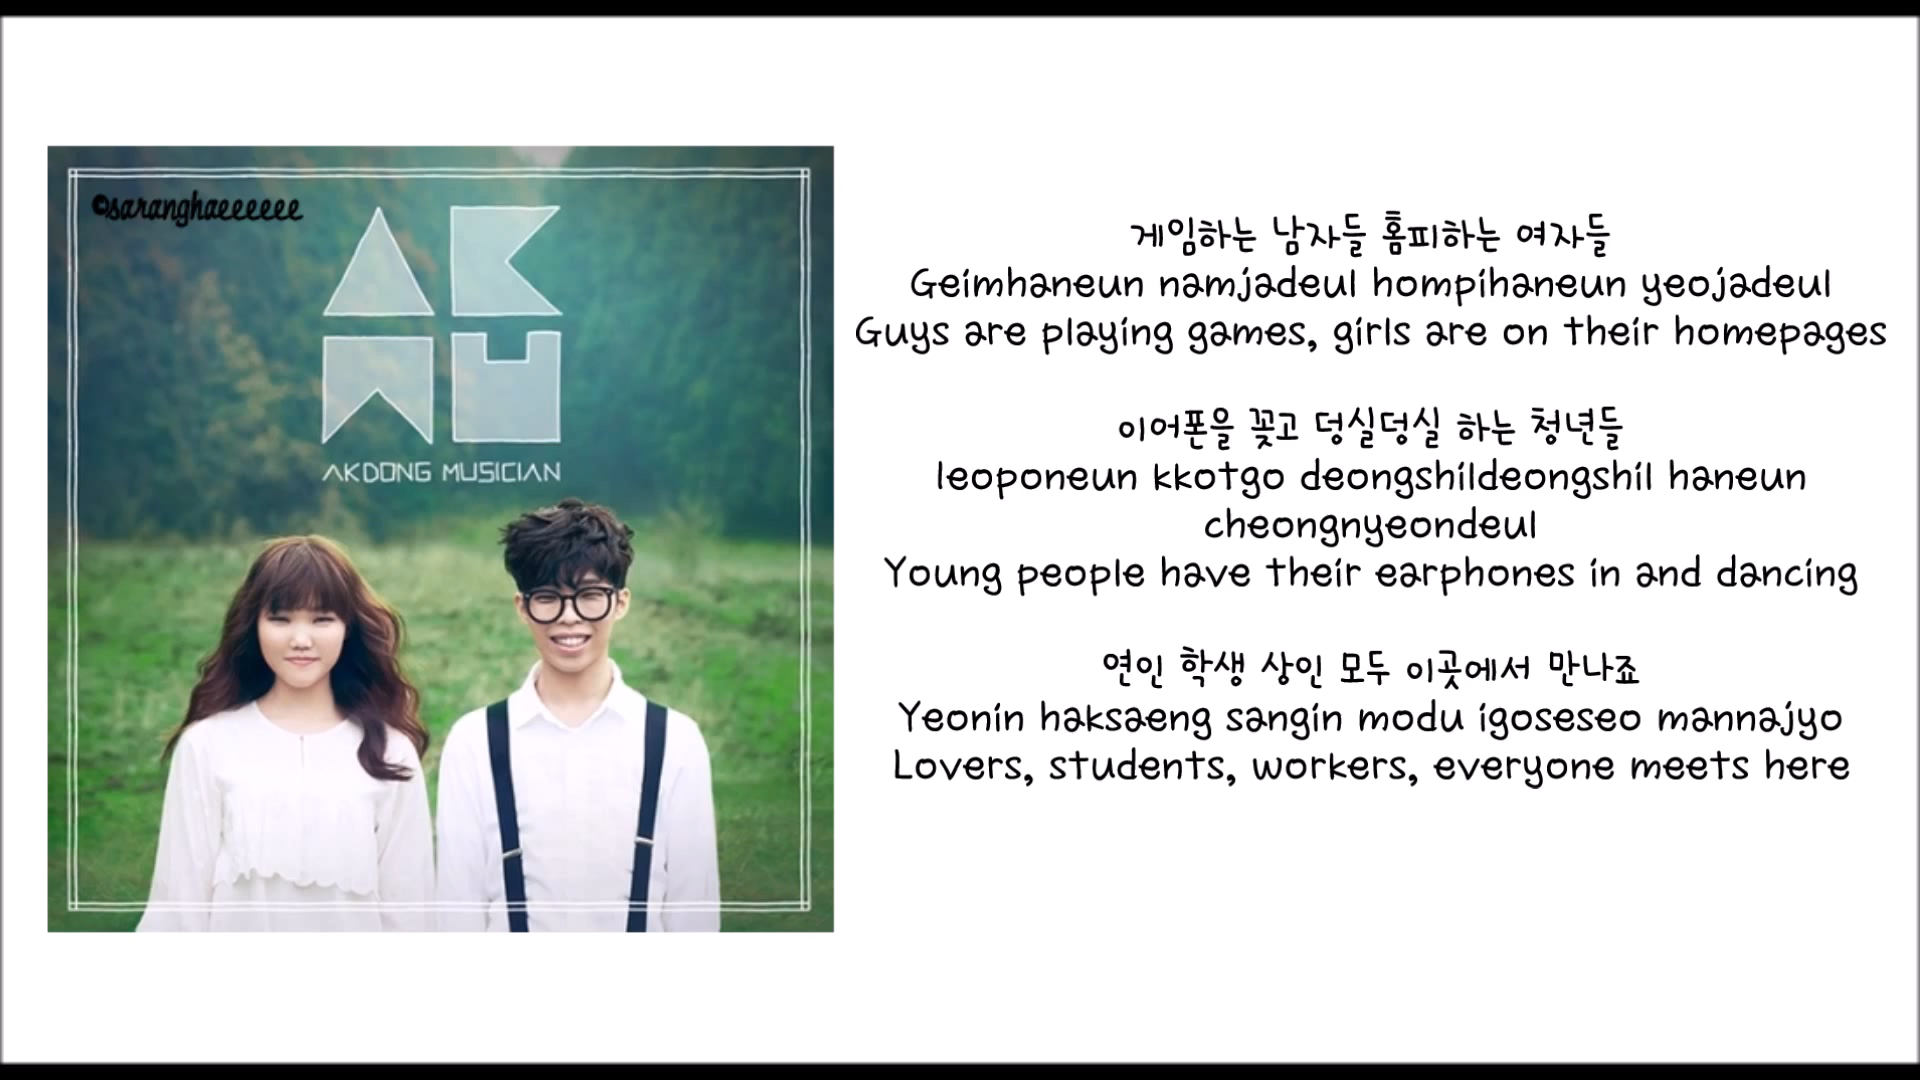 ©saranghaeeeeee
AK
MU
AKDONG MUSICIAN
게임하는 남자들 홈피하는 여자들
Geimhaneun namjadeul hompihaneun yeojadeul
Guys are playing games, girls are on their homepages
이어폰을 꽂고 덩실덩실 하는 청년들
Ieoponeun kkotgo deongshildeongshil haneun
cheongnyeondeul
Young people have their earphones in and dancing
연인 학생 상인 모두 이곳에서 만나죠
Yeonin haksaeng sangin modu igoseseo mannajyo
Lovers, students, workers, everyone meets here